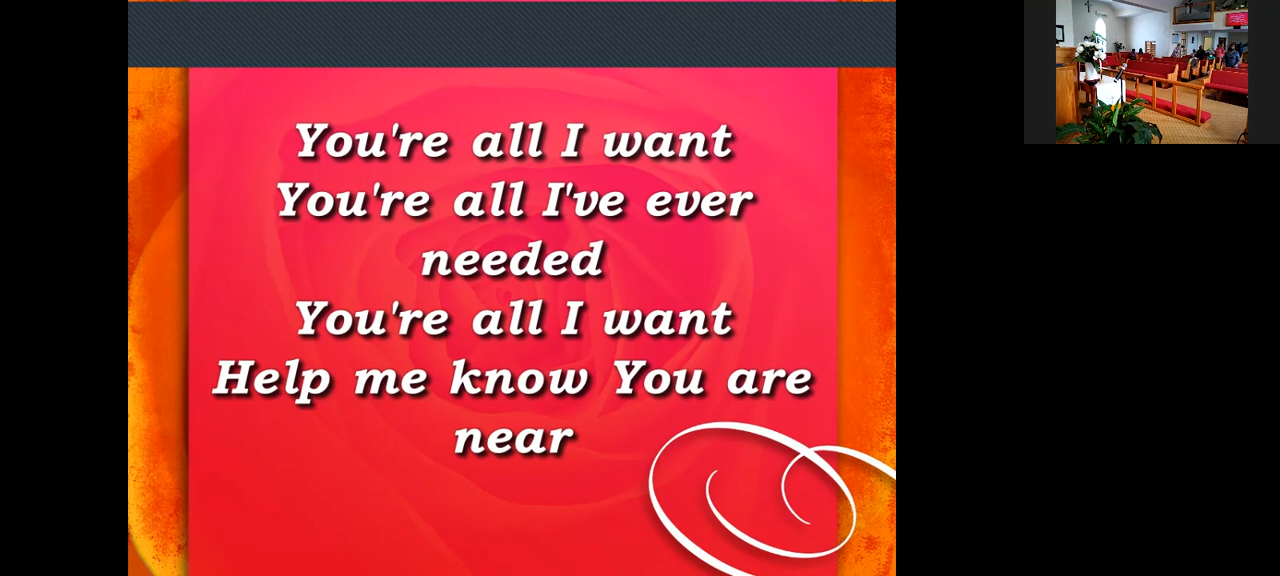 You're all I want
You're all I've ever
needed
You're all I want
Help me know You are
near